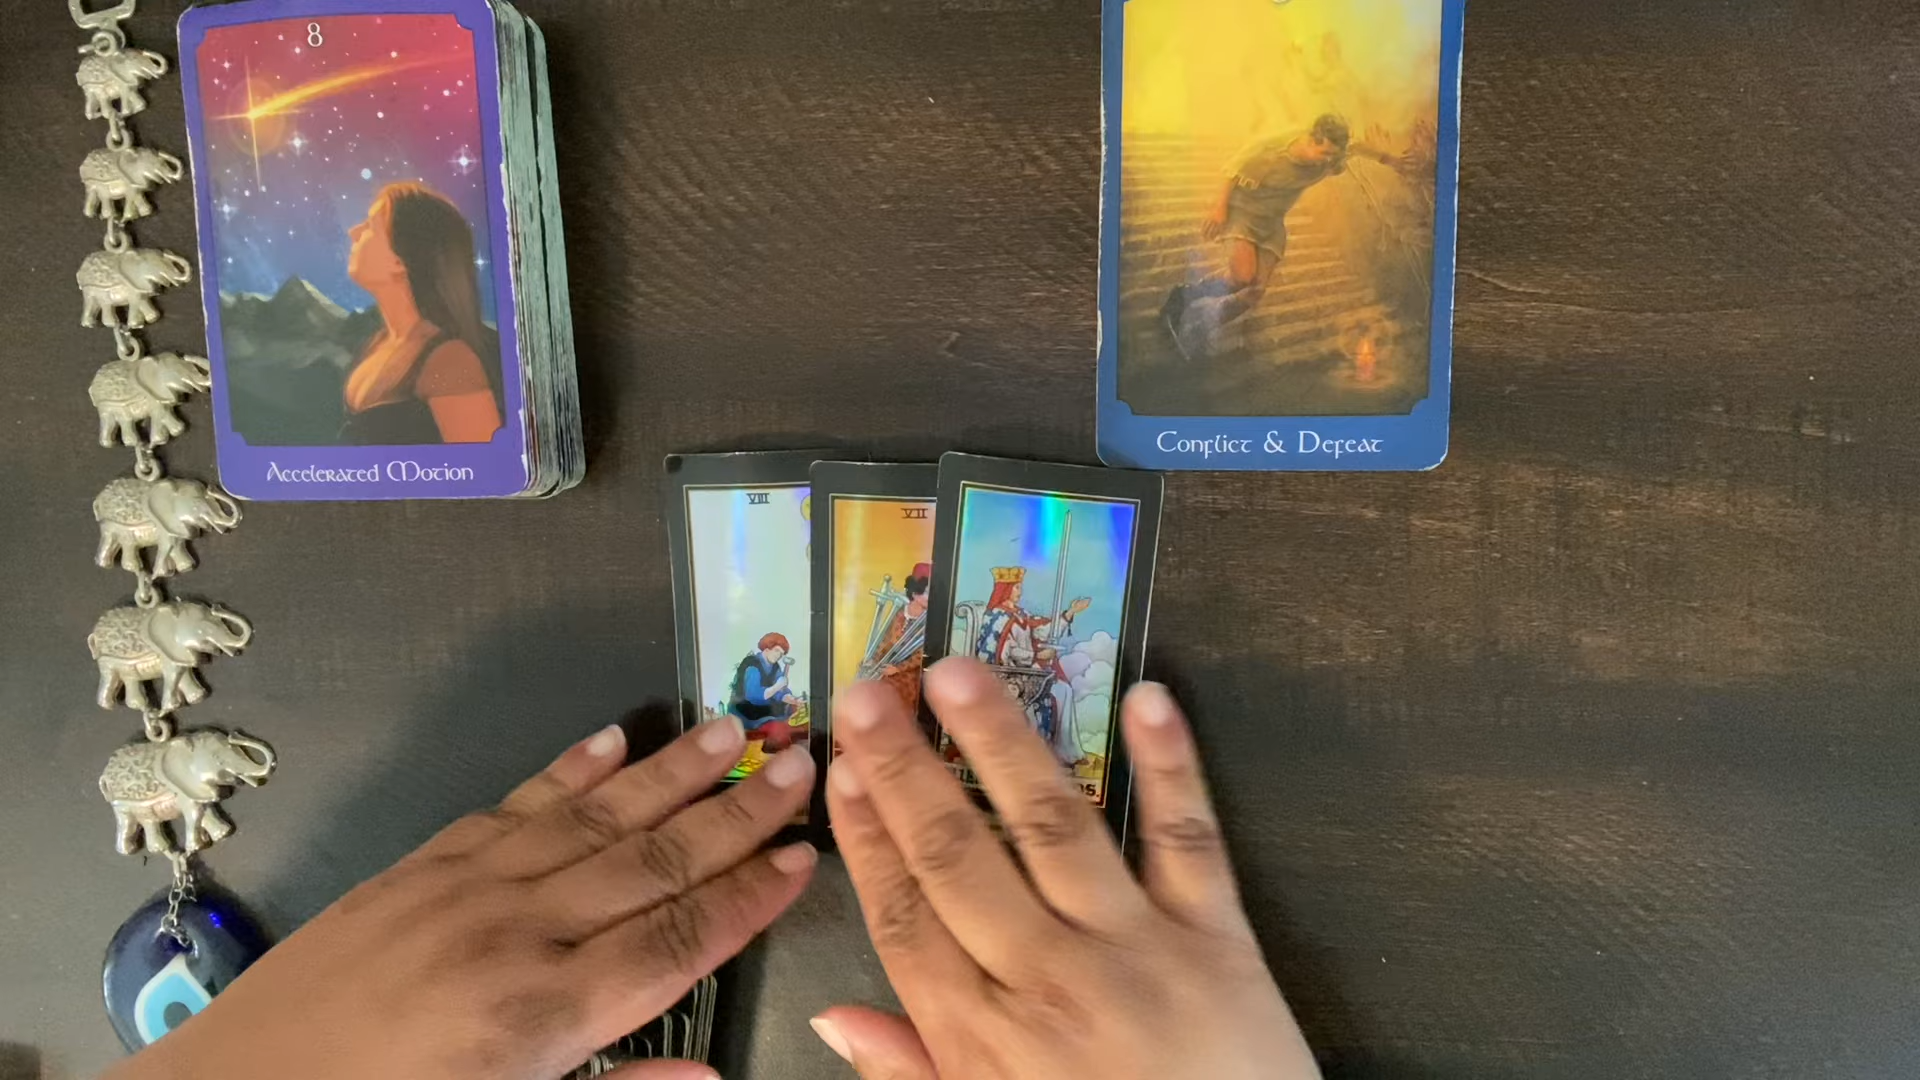 8
Accelerated Motion
Conflict & Defeat
VIII
VII